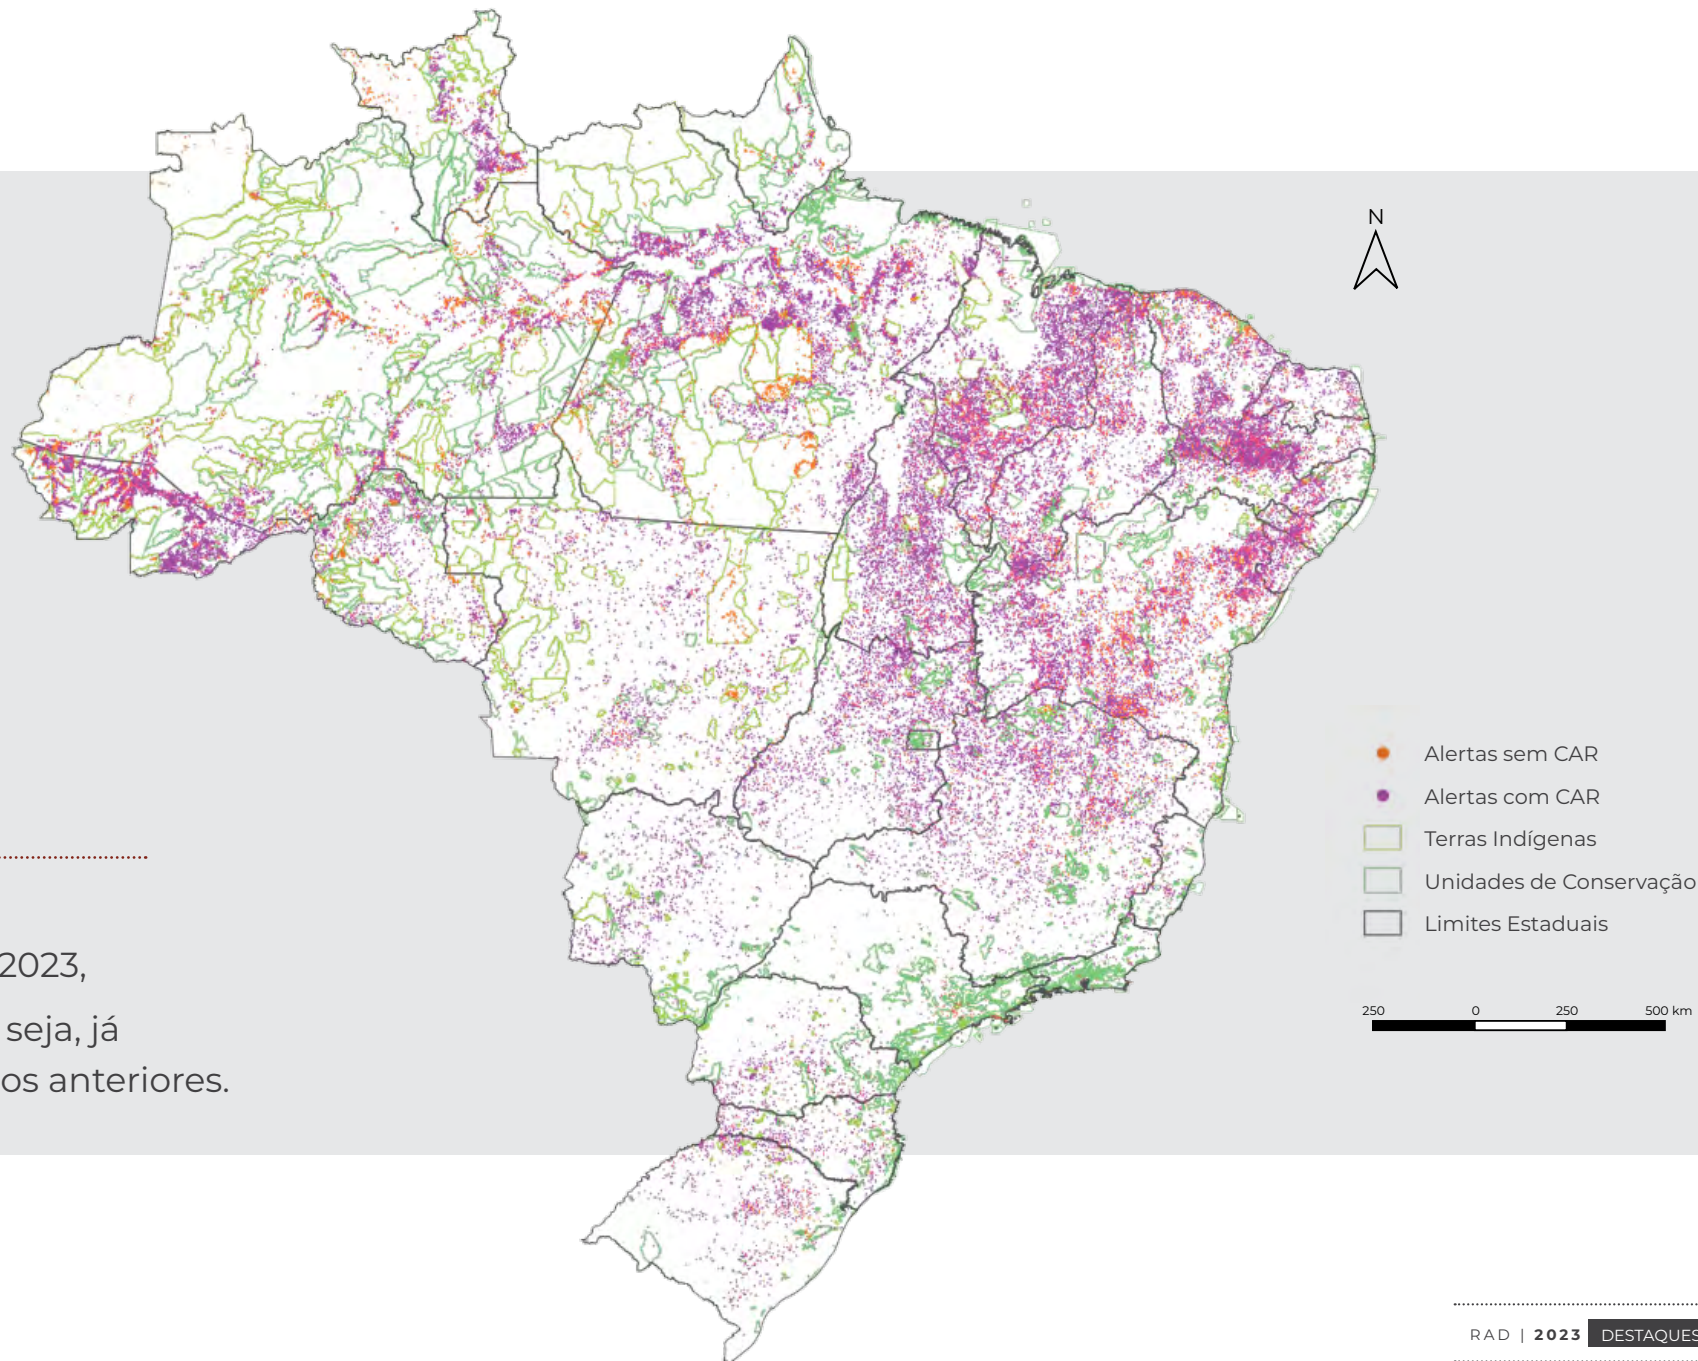 N
Alertas sem CAR
Alertas com CAR
Terras Indígenas
Unidades de Conservação
Limites Estaduais
2023,
seja, já
os anteriores.
250 0 250 500 km
RAD | 2023 DESTAQUES